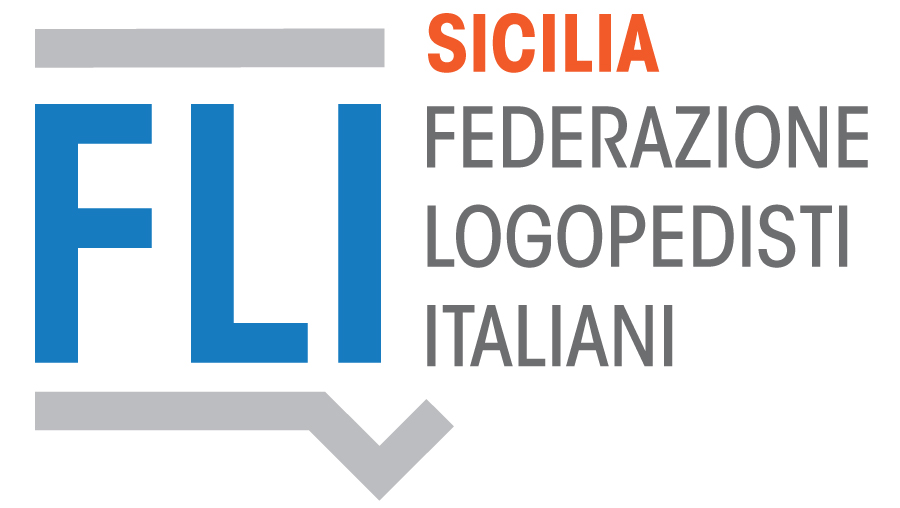 FLI
SICILIA
FEDERAZIONE
LOGOPEDISTI
ITALIANI